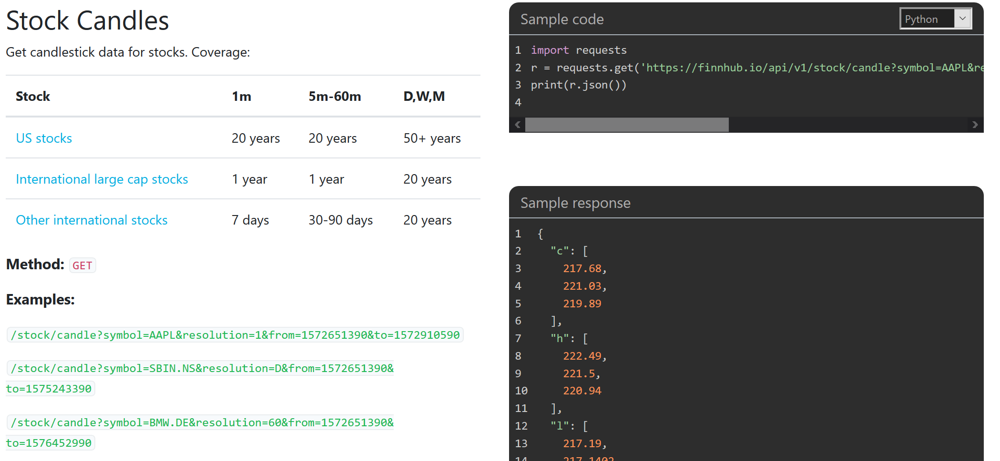 Stock Candles
Get candlestick data for stocks. Coverage:
Stock 1m 5m-60m D,W,M
US stocks 20 years 20 years 50+ years
International large cap stocks 1 year 1 year 20 years
Other international stocks 7 days 30-90 days 20 years
Method: GET
Examples:
/stock/candle?symbol=AAPL&resolution=1&from=1572651390&to=1572910590
/stock/candle?symbol=SBIN.NS&resolution=D&from=1572651390&
to=1575243390
/stock/candle?symbol=BMW.DE&resolution=60&from=1572651390&
to=1576452990
Sample code Python
1 import requests
2 r = requests.get('https://finnhub.io/api/v1/stock/candle?symbol=AAPL&re
3 print(r.json())
4
Sample response
1 {
2 "c": [
3 217.68,
4 221.03,
5 219.89
6 ],
7 "h": [
8 222.49,
9 221.5,
10 220.94
11 ],
12 "l": [
13 217.19,
14 217.1402